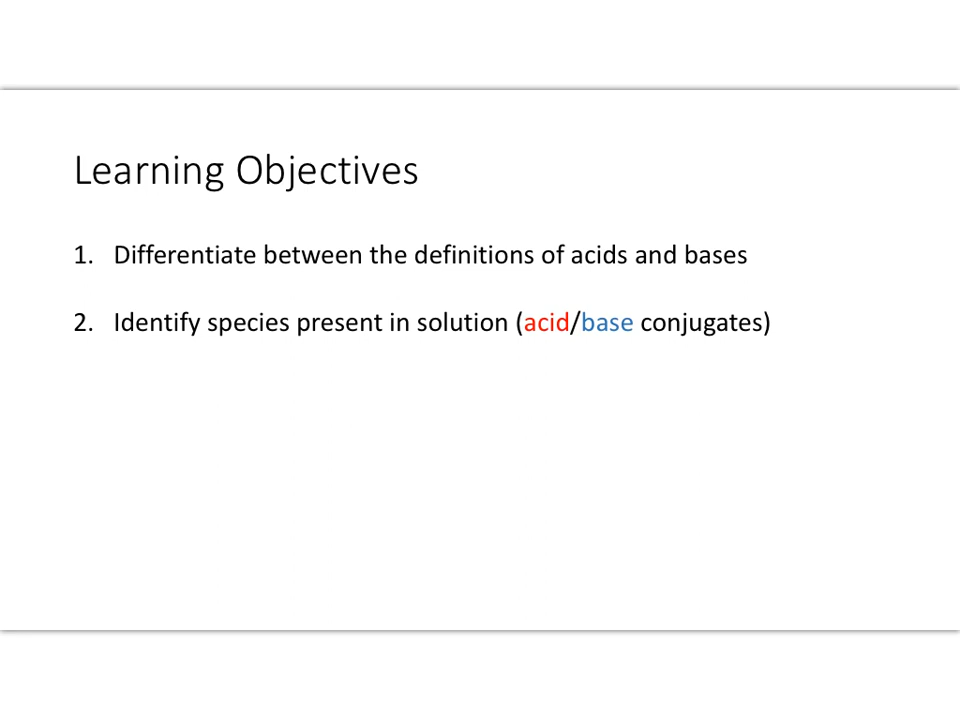 Learning Objectives
1. Differentiate between the definitions of acids and bases
2. Identify species present in solution (acid/base conjugates)